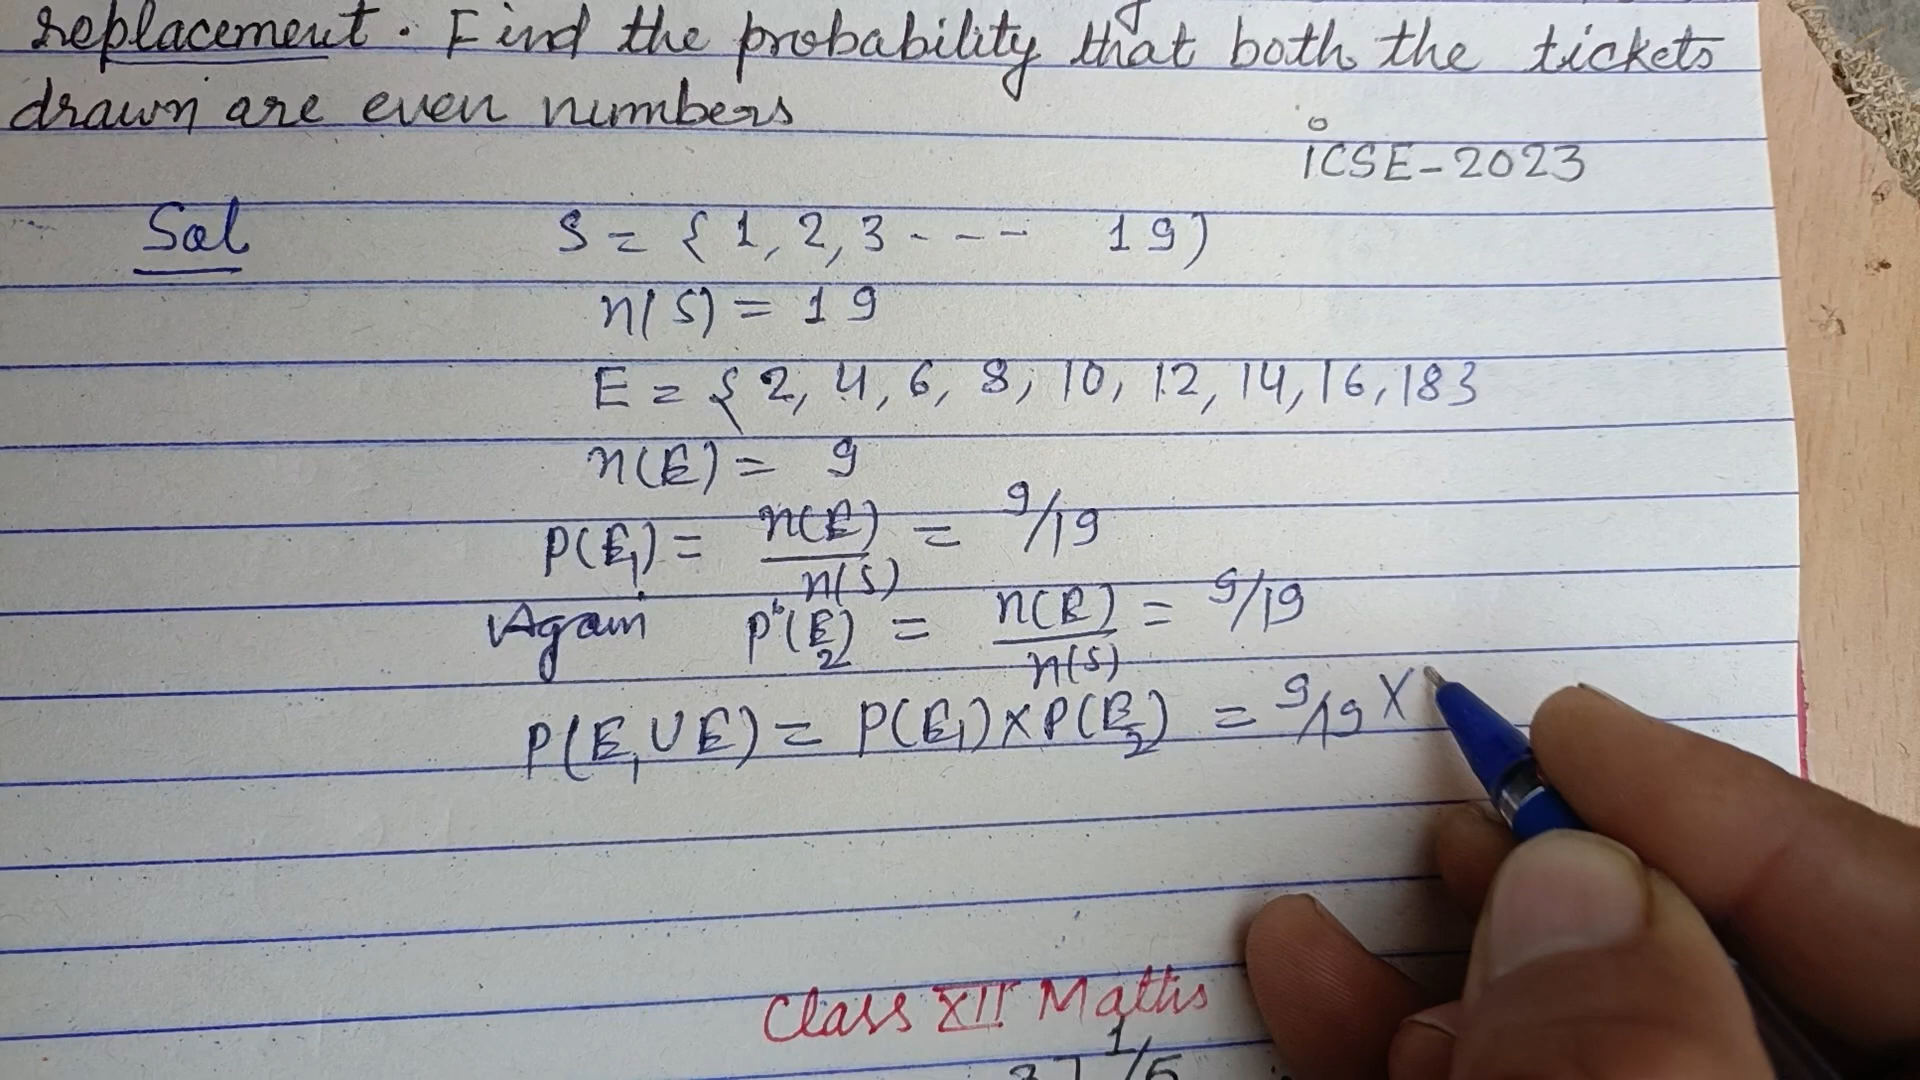 replacement. Find the probability that both the tickets
drawn are even numbers
ICSE-2023
Sol S = { 1, 2, 3 - - - 19 }
n(S) = 19
E = { 2, 4, 6, 8, 10, 12, 14, 16, 18 }
n(E) = 9
P(E₁) = n(E)/n(S) = 9/19
Again P(E₂) = n(E)/n(S) = 9/19
P(E₁ U E) = P(E₁) X P(E₂) = 9/19 X
Class XII Maths
1/5